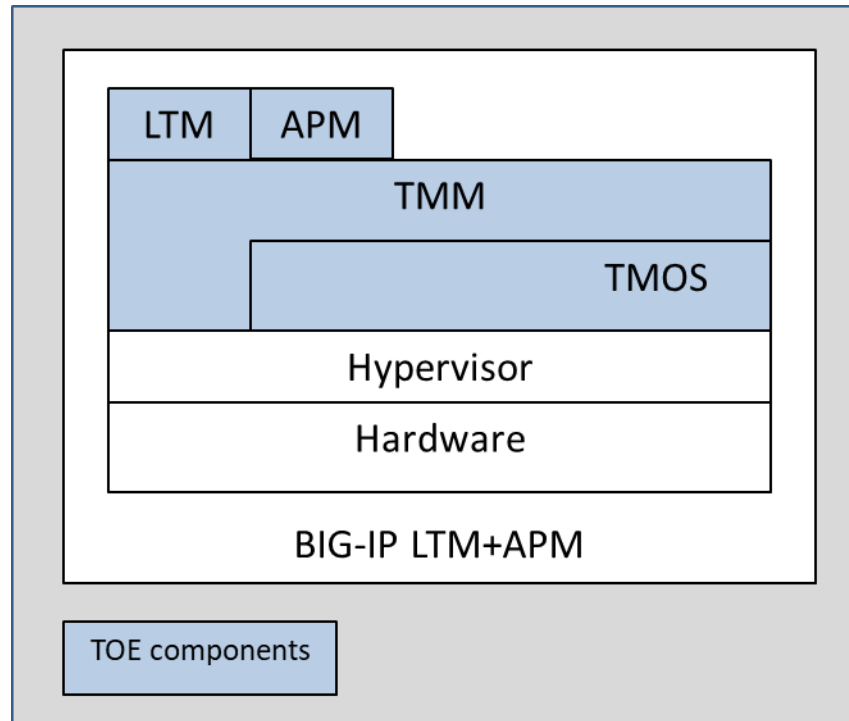 LTM APM
TMM
TMOS
Hypervisor
Hardware
BIG-IP LTM+APM
TOE components